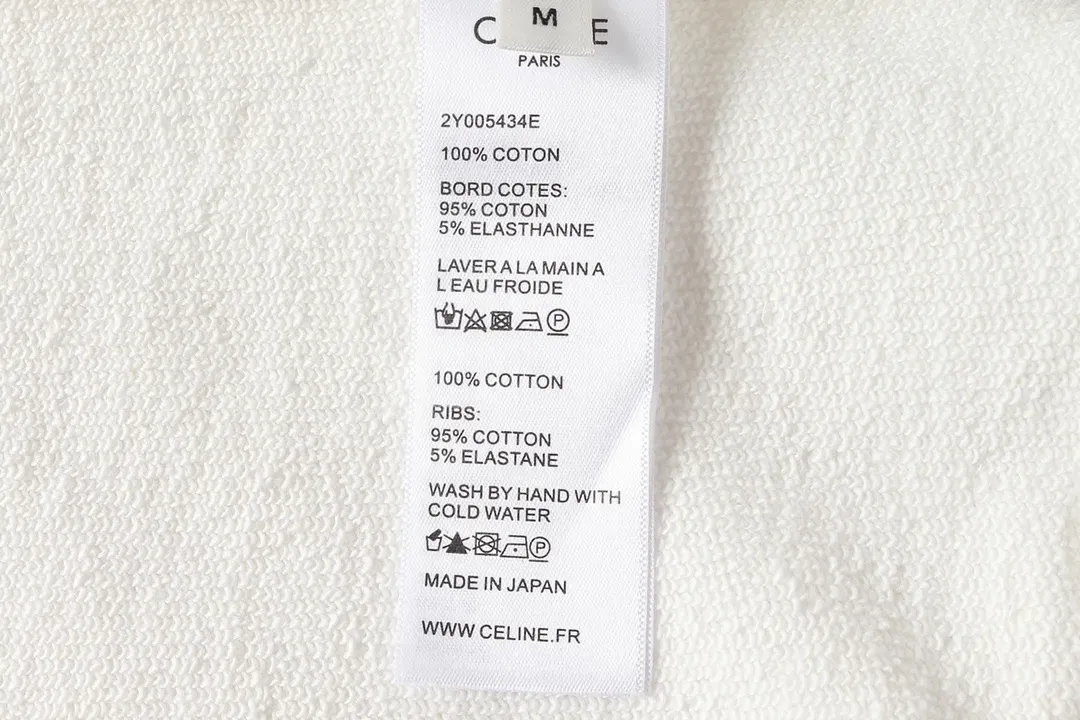 M
PARIS
2Y005434E
100% COTON
BORD COTES:
95% COTON
5% ELASTHANNE
LAVER A LA MAIN A
L EAU FROIDE
P
100% COTTON
RIBS:
95% COTTON
5% ELASTANE
WASH BY HAND WITH
COLD WATER
P
MADE IN JAPAN
WWW CELINE.FR